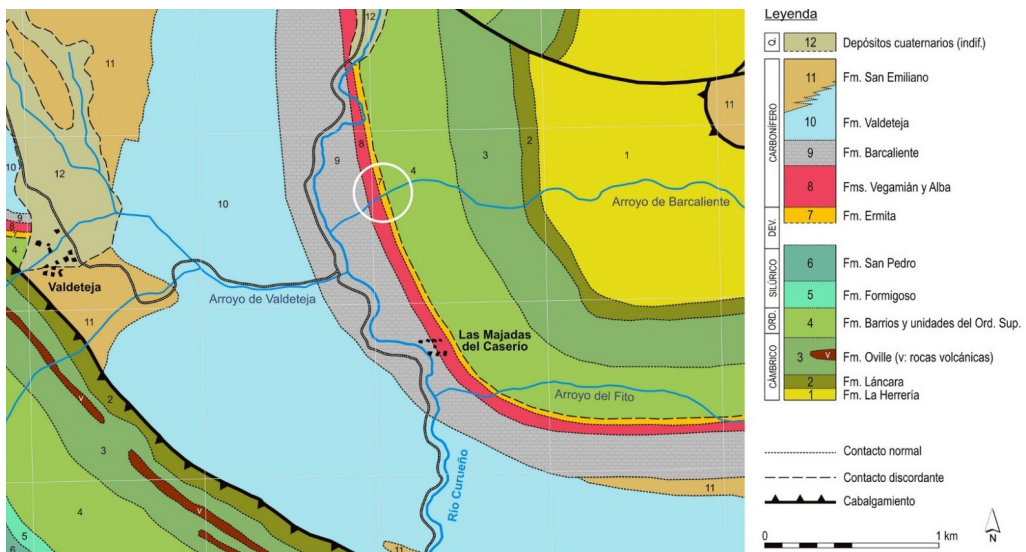 Leyenda
Q.
12
Depósitos cuaternarios (indif.)
CARBONÍFERO
11
Fm. San Emiliano
10
Fm. Valdeteja
9
Fm. Barcaliente
8
Fms. Vegamián y Alba
DEV.
7
Fm. Ermita
SILÚRICO
6
Fm. San Pedro
5
Fm. Formigoso
ORD.
4
Fm. Barrios y unidades del Ord. Sup.
CÁMBRICO
3
v
Fm. Oville (v: rocas volcánicas)
2
Fm. Láncara
1
Fm. La Herrería
Contacto normal
Contacto discordante
Cabalgamiento
0
1 km
N
12
11
11
11
8
9
4
3
2
1
10
12
7
10
9
8
7
4
Arroyo de Barcaliente
Valdeteja
Arroyo de Valdeteja
11
Las Majadas
del Caserío
Arroyo del Fito
2
v
3
v
4
5
6
Río Curueño
11
11